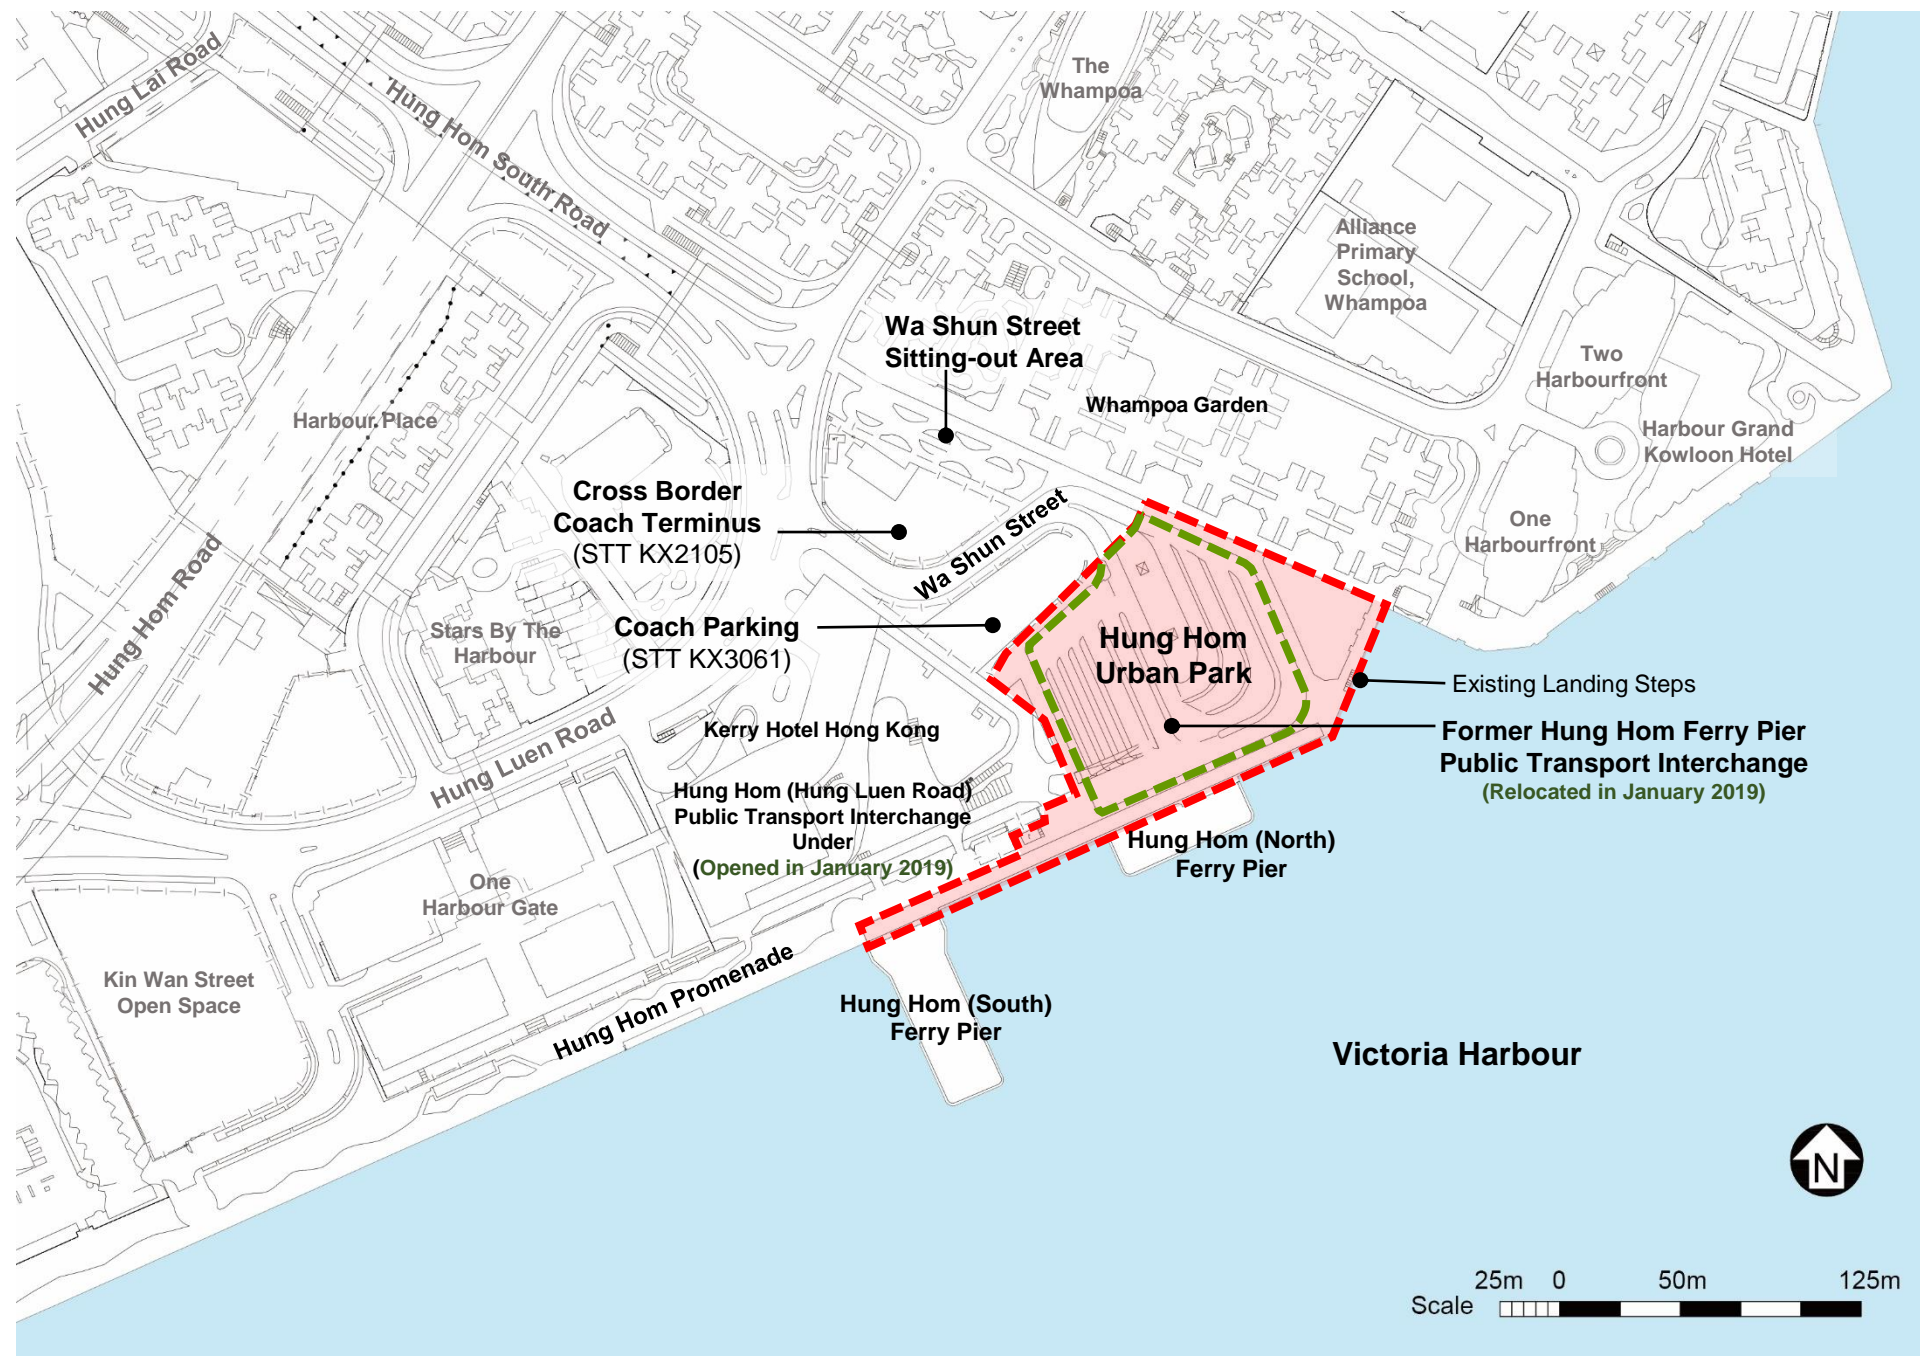 Hung Lai Road
Hung Hom South Road
The
Whampoa
Alliance
Primary
School,
Whampoa
Two
Harbourfront
Harbour Grand
Kowloon Hotel
One
Harbourfront
Wa Shun Street
Sitting-out Area
Whampoa Garden
Harbour Place
Cross Border
Coach Terminus
(STT KX2105)
Wa Shun Street
Hung Hom Road
Stars By The
Harbour
Coach Parking
(STT KX3061)
Hung Hom
Urban Park
Existing Landing Steps
Former Hung Hom Ferry Pier
Public Transport Interchange
(Relocated in January 2019)
Kerry Hotel Hong Kong
Hung Luen Road
Hung Hom (Hung Luen Road)
Public Transport Interchange
Under
(Opened in January 2019)
Hung Hom (North)
Ferry Pier
One
Harbour Gate
Kin Wan Street
Open Space
Hung Hom Promenade
Hung Hom (South)
Ferry Pier
Victoria Harbour
N
25m 0 50m 125m
Scale